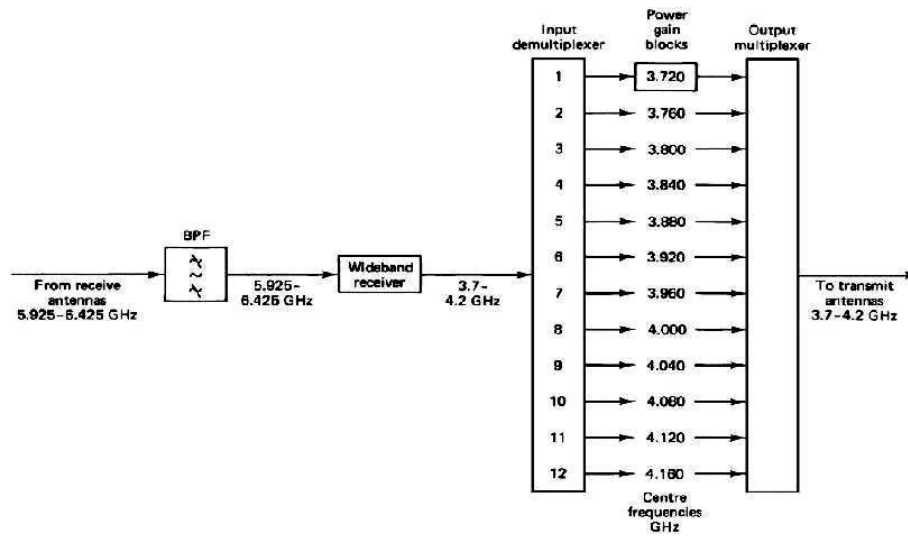 Input
demultiplexer
Power
gain
blocks
Output
multiplexer
1 3.720
2 3.760
3 3.800
4 3.840
5 3.880
6 3.920
7 3.960
8 4.000
9 4.040
10 4.080
11 4.120
12 4.160
BPF
From receive
antennas
5.925–6.425 GHz
5.925–
6.425 GHz
Wideband
receiver
3.7–
4.2 GHz
To transmit
antennas
3.7–4.2 GHz
Centre
frequencies
GHz